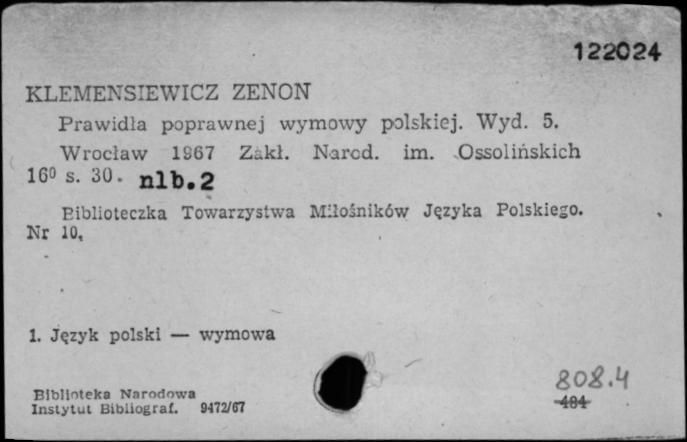 122024
KLEMENSIEWICZ ZENON
Prawidła poprawnej wymowy polskiej. Wyd. 5.
Wrocław 1967 Zakł. Narod. im. Ossolińskich
16⁰ s. 30. nlb.2
Biblioteczka Towarzystwa Miłośników Języka Polskiego.
Nr 10,
1. Język polski — wymowa
808.4
484
Biblioteka Narodowa
Instytut Bibliograf. 9472/67